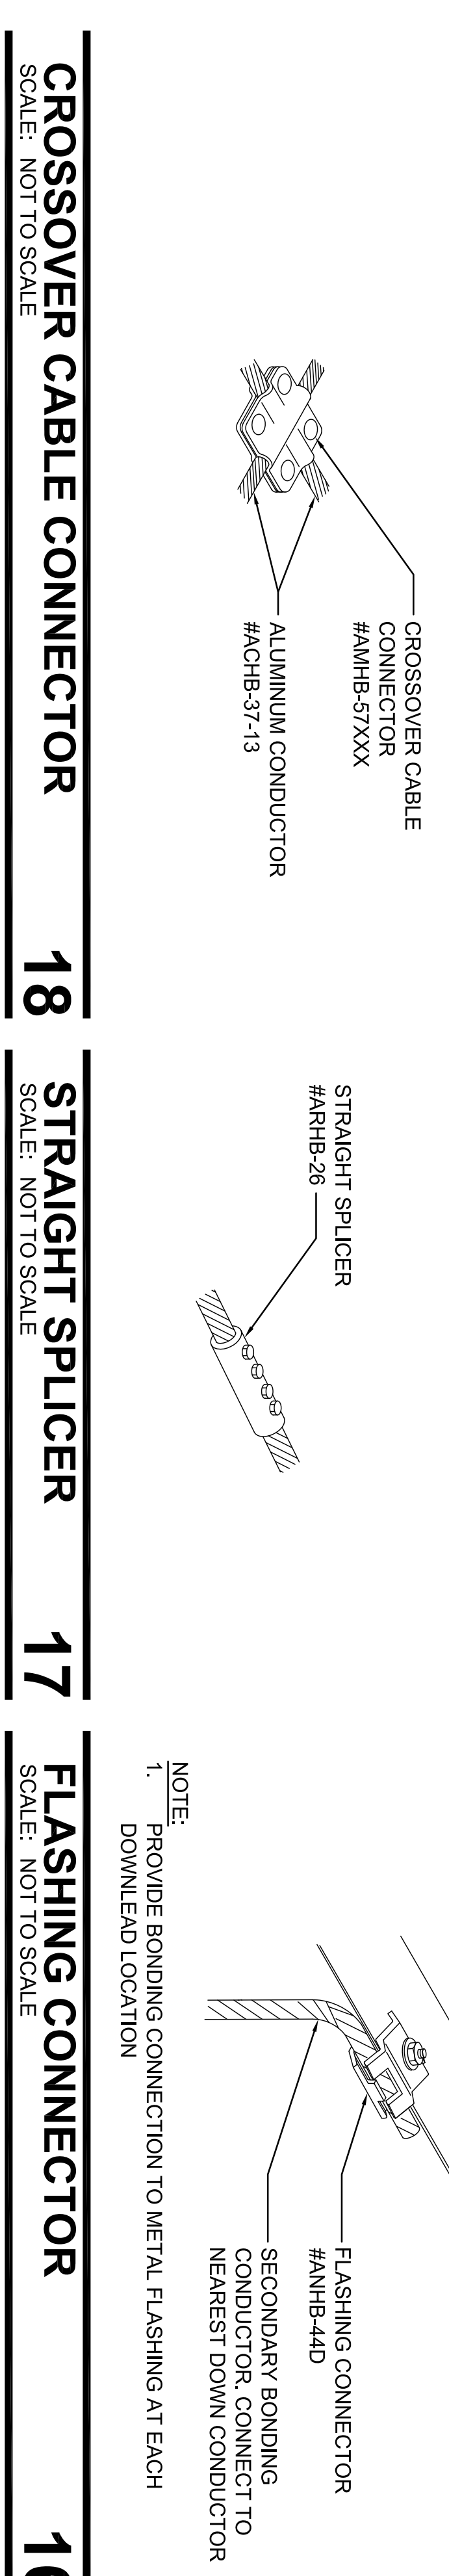 CROSSOVER CABLE
CONNECTOR
#AMHB-57XXX
ALUMINUM CONDUCTOR
#ACHB-37-13
CROSSOVER CABLE CONNECTOR
SCALE: NOT TO SCALE
18
STRAIGHT SPLICER
#ARHB-26
STRAIGHT SPLICER
SCALE: NOT TO SCALE
17
FLASHING CONNECTOR
#ANHB-44D
SECONDARY BONDING
CONDUCTOR. CONNECT TO
NEAREST DOWN CONDUCTOR
NOTE:
1. PROVIDE BONDING CONNECTION TO METAL FLASHING AT EACH
DOWNLEAD LOCATION
FLASHING CONNECTOR
SCALE: NOT TO SCALE